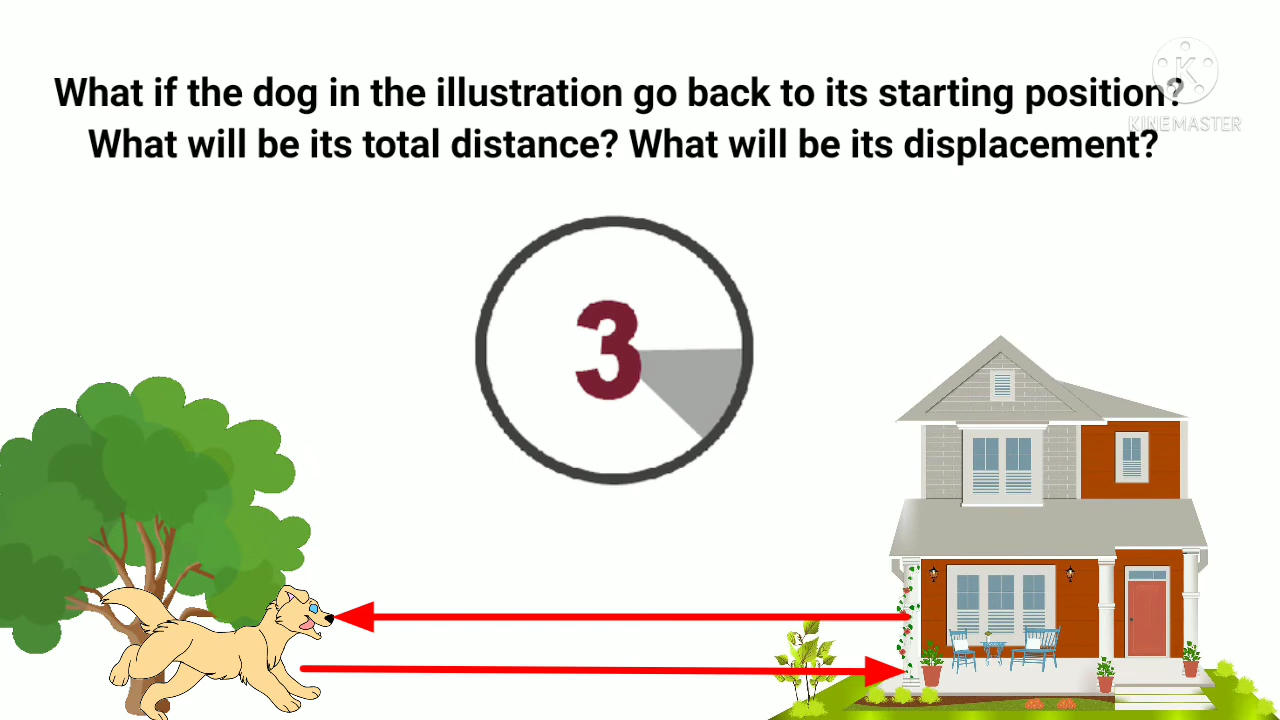 What if the dog in the illustration go back to its starting position?
What will be its total distance? What will be its displacement?
K
KINEMASTER
3